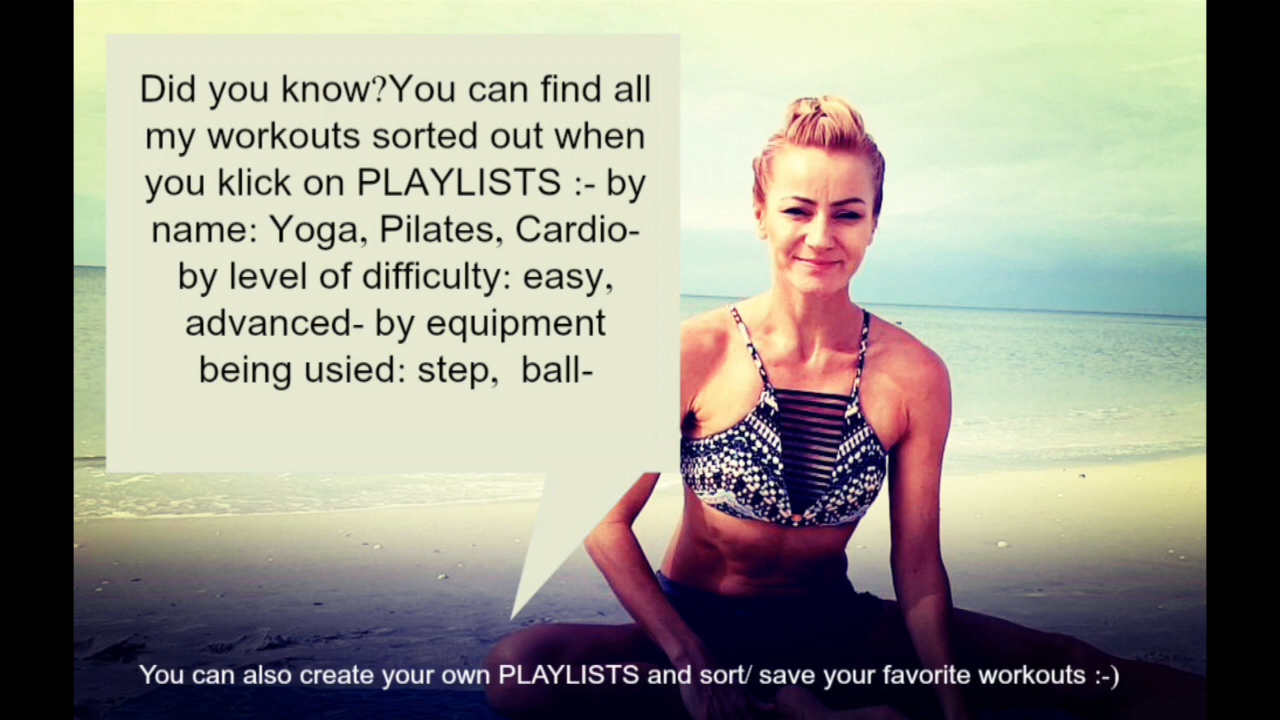 Did you know?You can find all
my workouts sorted out when
you klick on PLAYLISTS :- by
name: Yoga, Pilates, Cardio-
by level of difficulty: easy,
advanced- by equipment
being usied: step,  ball-
You can also create your own PLAYLISTS and sort/ save your favorite workouts :-)